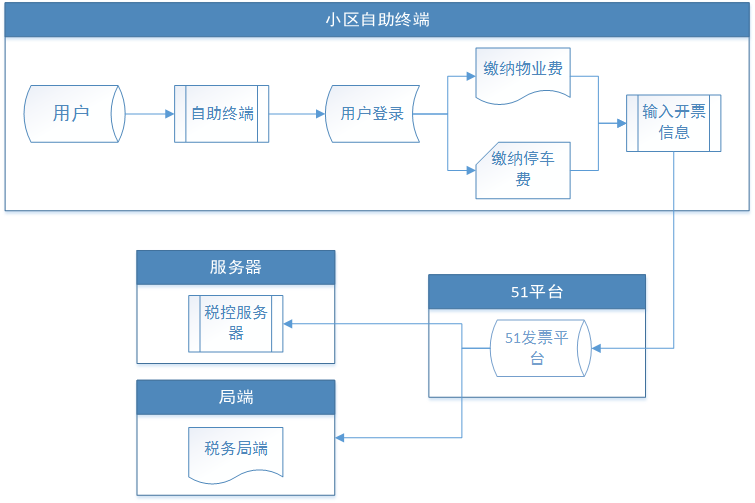 小区自助终端
用户
自助终端
用户登录
缴纳物业费
缴纳停车
费
输入开票
信息
服务器
税控服务
器
51平台
51发票平
台
局端
税务局端